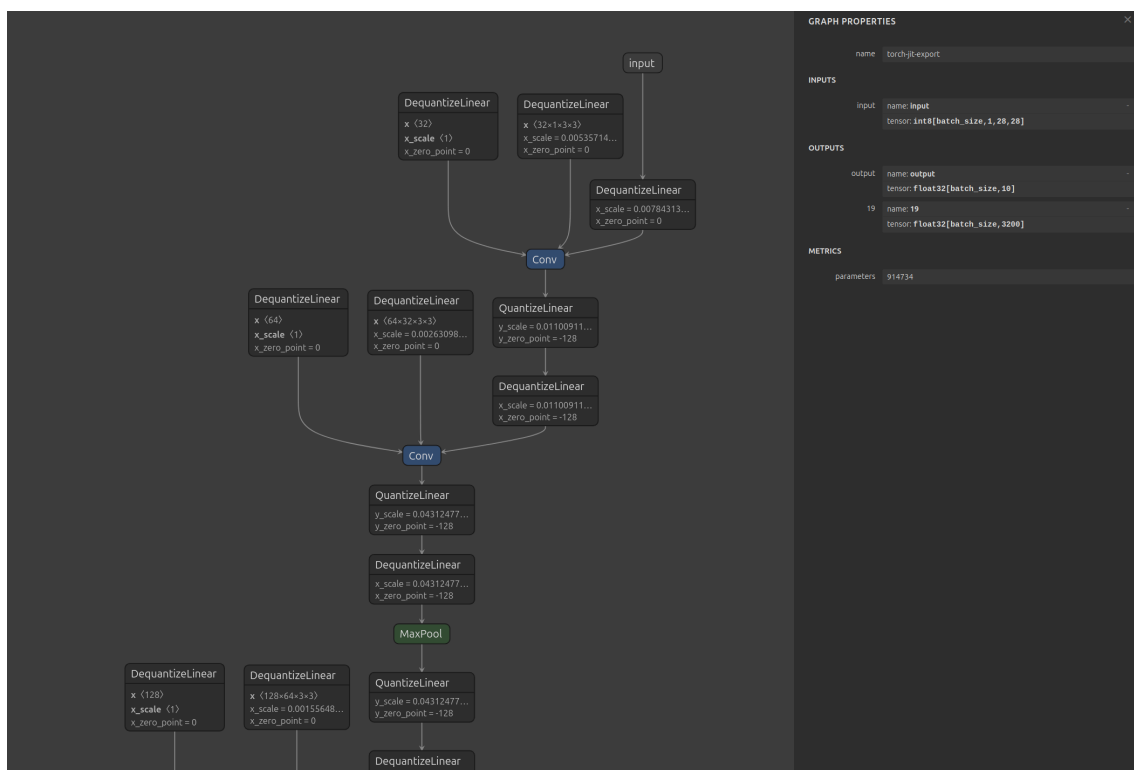 input
DequantizeLinear
x ⟨32⟩
x_scale ⟨1⟩
x_zero_point = 0
DequantizeLinear
x ⟨32×1×3×3⟩
x_scale = 0.00535714…
x_zero_point = 0
DequantizeLinear
x_scale = 0.00784313…
x_zero_point = 0
Conv
DequantizeLinear
x ⟨64⟩
x_scale ⟨1⟩
x_zero_point = 0
DequantizeLinear
x ⟨64×32×3×3⟩
x_scale = 0.00263098…
x_zero_point = 0
QuantizeLinear
y_scale = 0.01100911…
y_zero_point = -128
DequantizeLinear
x_scale = 0.01100911…
x_zero_point = -128
Conv
QuantizeLinear
y_scale = 0.04312477…
y_zero_point = -128
DequantizeLinear
x_scale = 0.04312477…
x_zero_point = -128
MaxPool
DequantizeLinear
x ⟨128⟩
x_scale ⟨1⟩
x_zero_point = 0
DequantizeLinear
x ⟨128×64×3×3⟩
x_scale = 0.00155648…
x_zero_point = 0
QuantizeLinear
y_scale = 0.04312477…
y_zero_point = -128
DequantizeLinear
GRAPH PROPERTIES ×
name torch-jit-export
INPUTS
input name: input -
tensor: int8[batch_size,1,28,28]
OUTPUTS
output name: output -
tensor: float32[batch_size,10]
19 name: 19 -
tensor: float32[batch_size,3200]
METRICS
parameters 914734